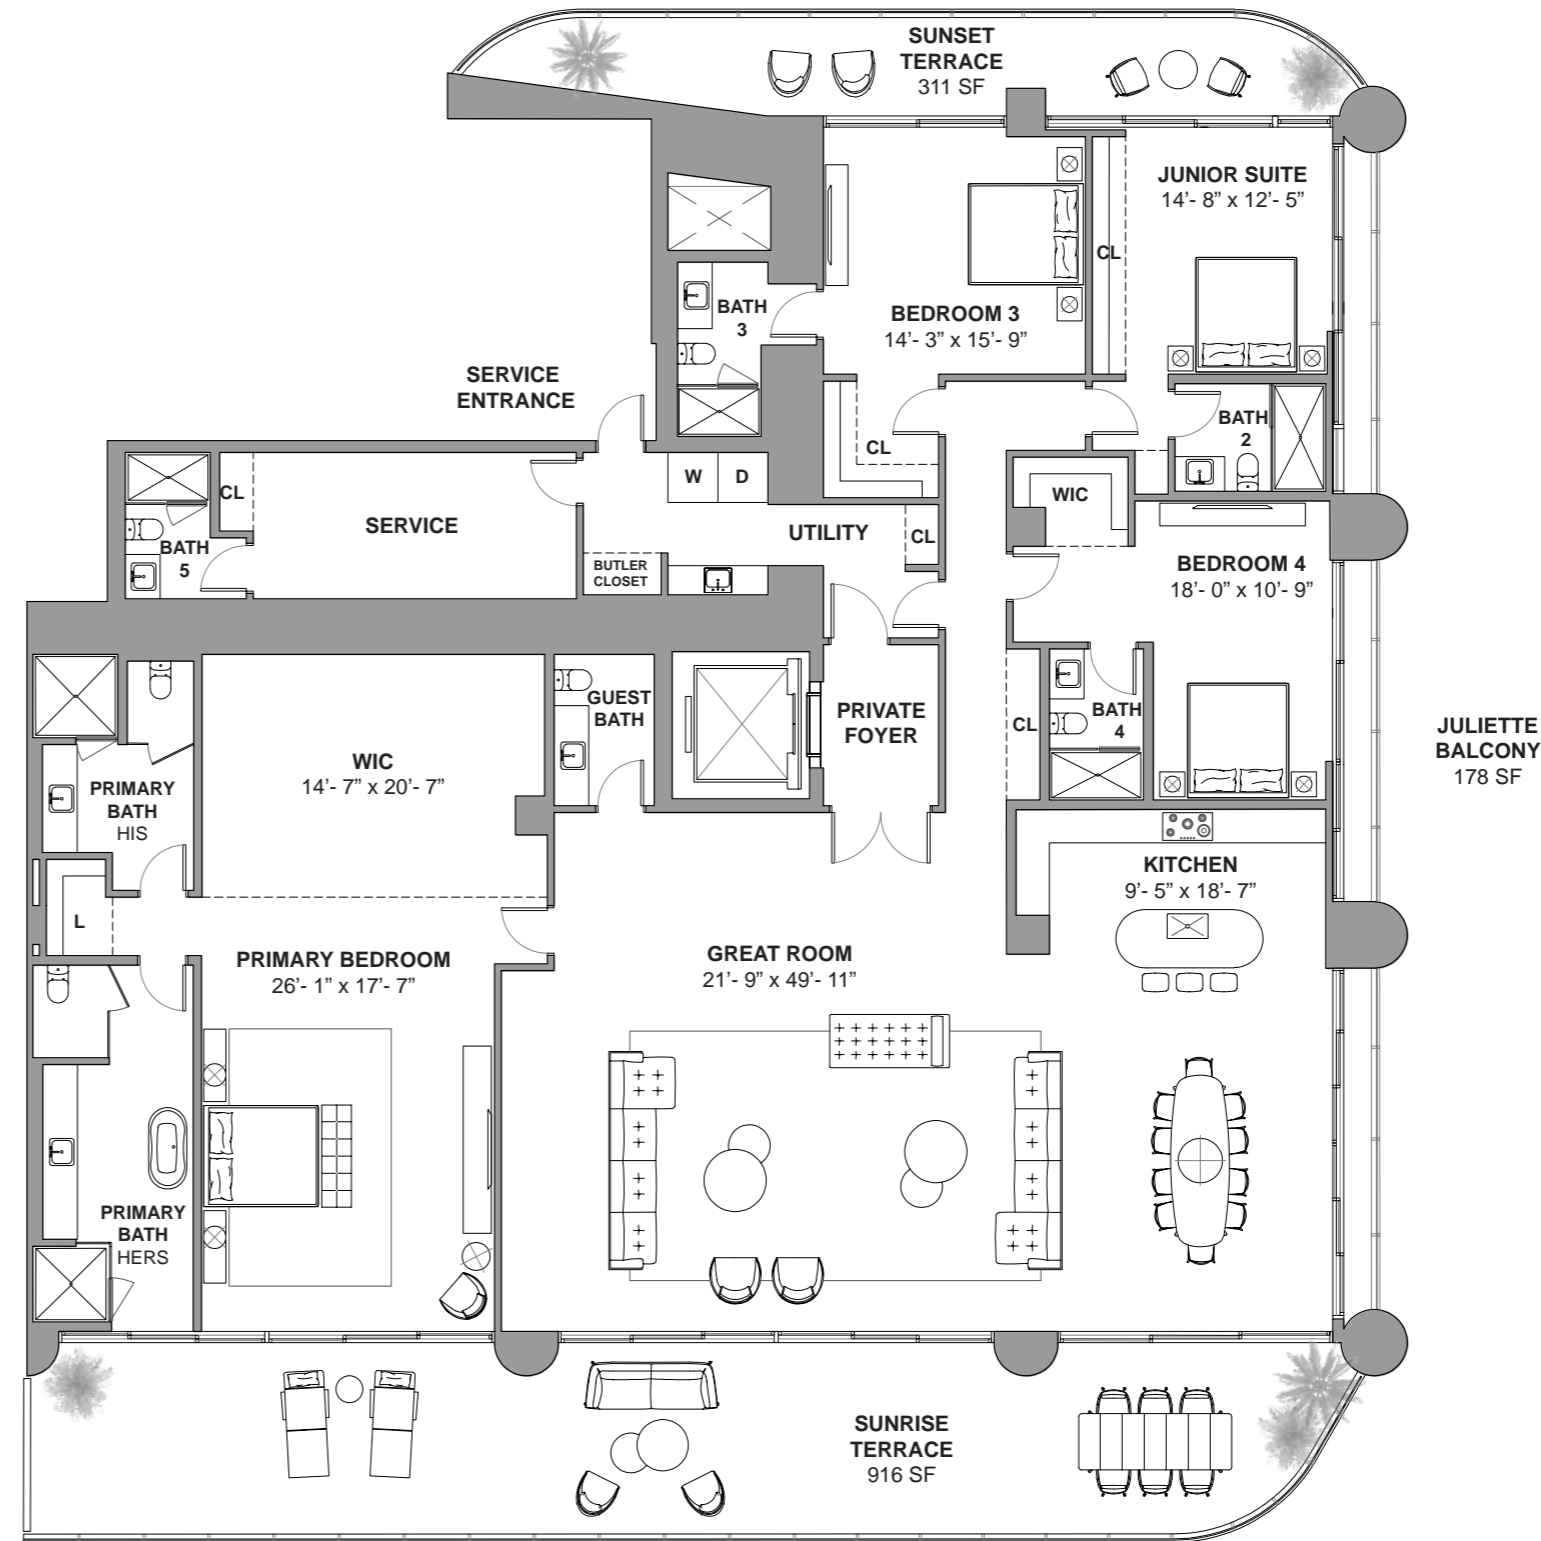 SUNSET
TERRACE
311 SF
JUNIOR SUITE
14’- 8” x 12’- 5”
CL
BATH
3
BEDROOM 3
14’- 3” x 15’- 9”
SERVICE
ENTRANCE
BATH
2
CL
W
D
WIC
CL
SERVICE
UTILITY
CL
BATH
5
BUTLER
CLOSET
BEDROOM 4
18’- 0” x 10’- 9”
GUEST
BATH
PRIVATE
FOYER
CL
BATH
4
JULIETTE
BALCONY
178 SF
WIC
14’- 7” x 20’- 7”
PRIMARY
BATH
HIS
KITCHEN
9’- 5” x 18’- 7”
L
PRIMARY BEDROOM
26’- 1” x 17’- 7”
GREAT ROOM
21’- 9” x 49’- 11”
PRIMARY
BATH
HERS
SUNRISE
TERRACE
916 SF